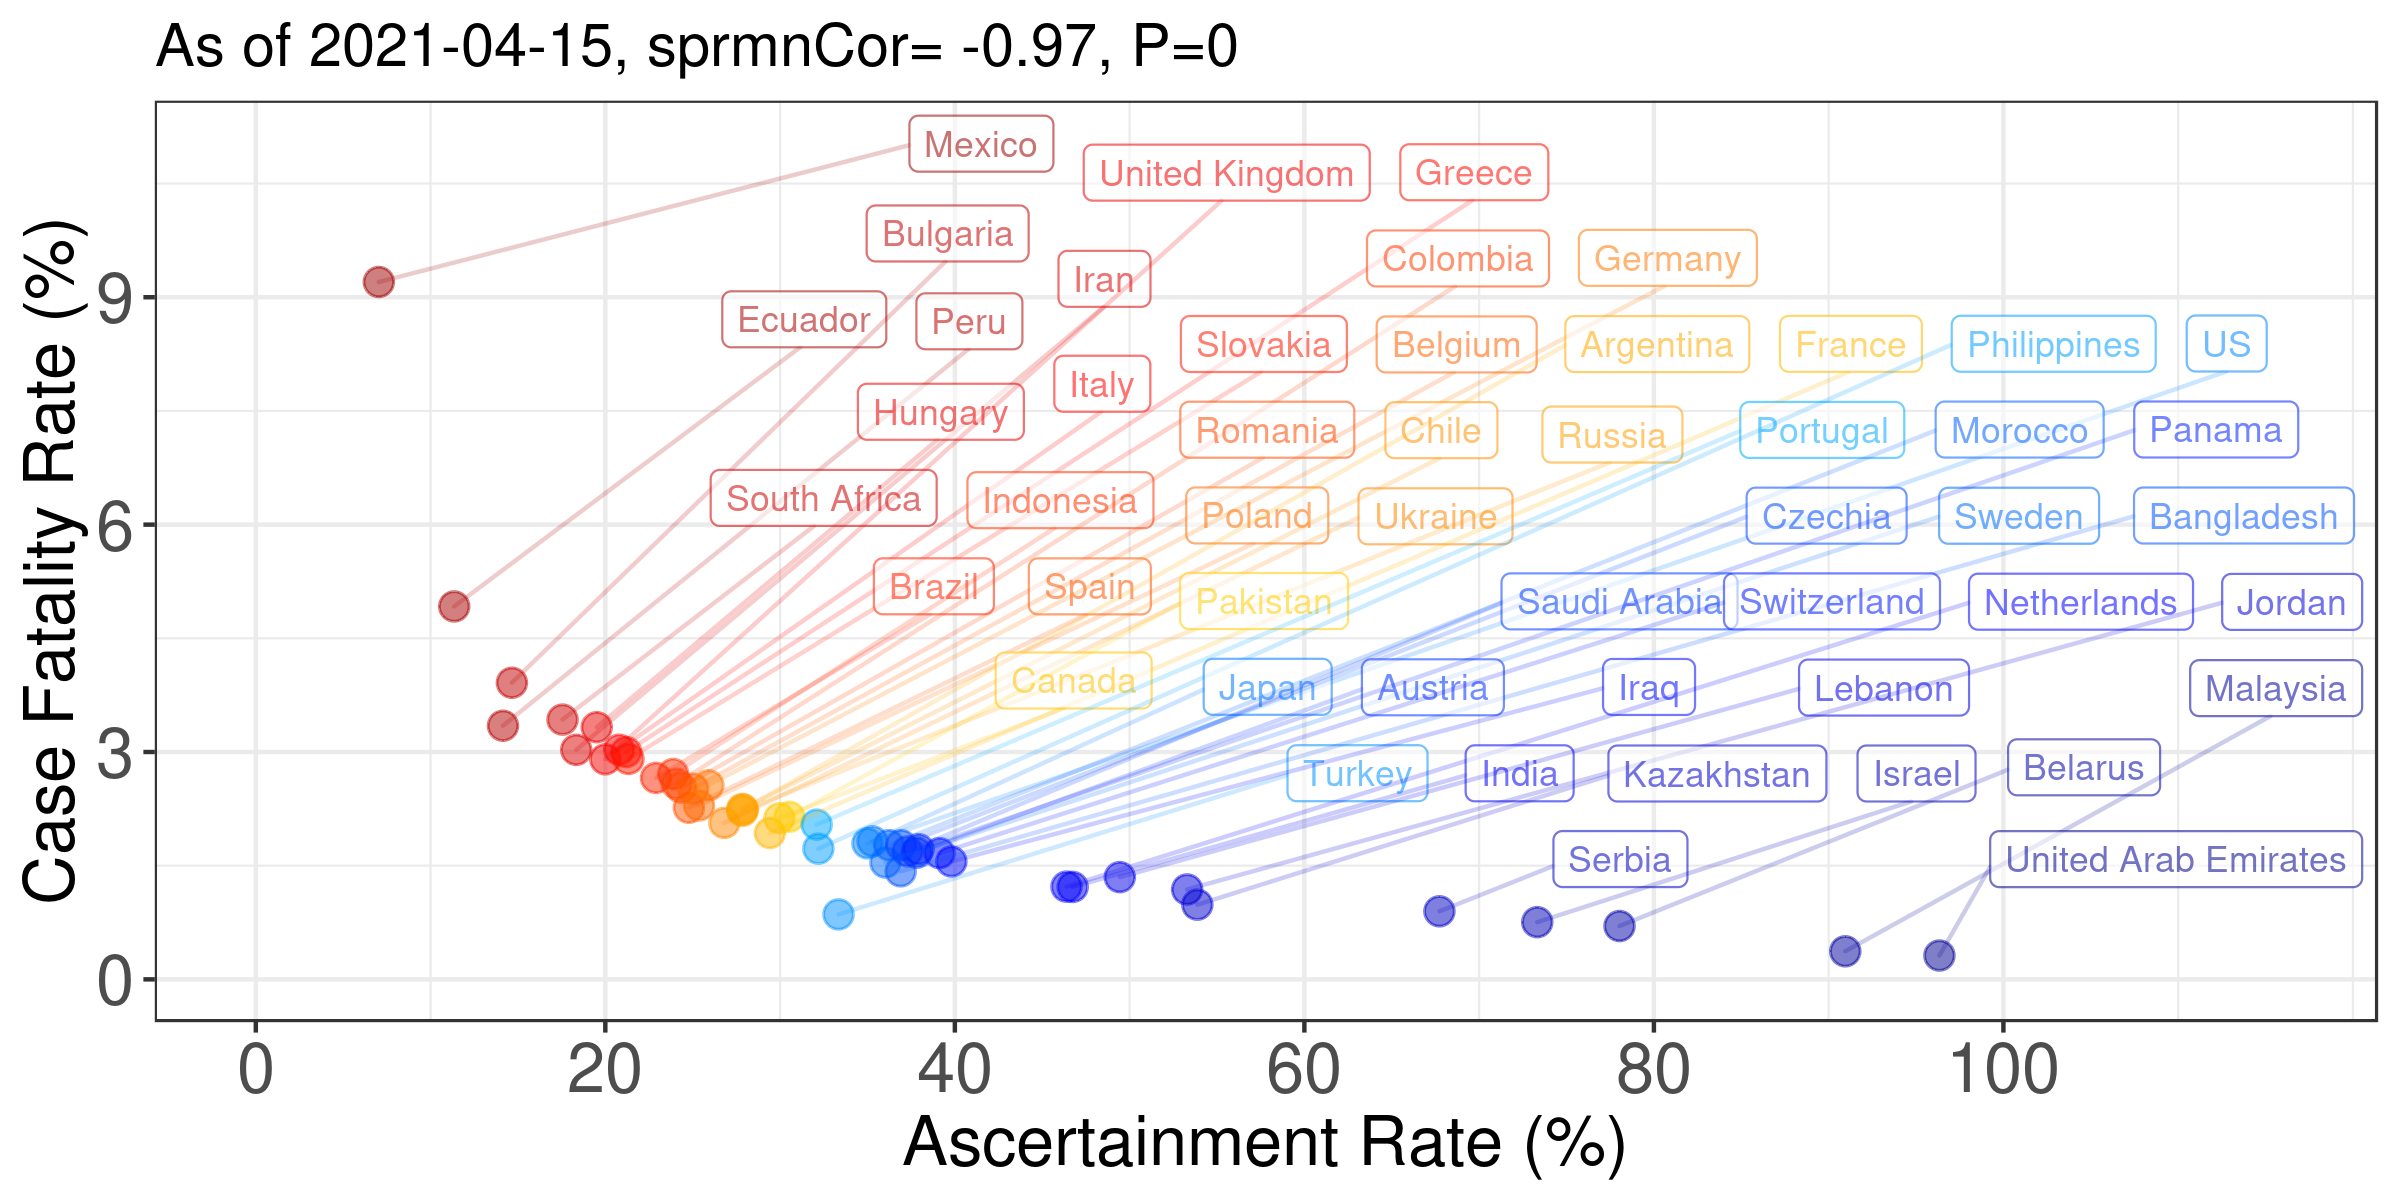 As of 2021-04-15, sprmnCor= -0.97, P=0
Case Fatality Rate (%)
9
6
3
0
Mexico
United Kingdom
Greece
Bulgaria
Iran
Colombia
Germany
Ecuador
Peru
Slovakia
Belgium
Argentina
France
Philippines
US
Italy
Hungary
Romania
Chile
Russia
Portugal
Morocco
Panama
South Africa
Indonesia
Poland
Ukraine
Czechia
Sweden
Bangladesh
Brazil
Spain
Pakistan
Saudi Arabia
Switzerland
Netherlands
Jordan
Canada
Japan
Austria
Iraq
Lebanon
Malaysia
Turkey
India
Kazakhstan
Israel
Belarus
Serbia
United Arab Emirates
0 20 40 60 80 100
Ascertainment Rate (%)